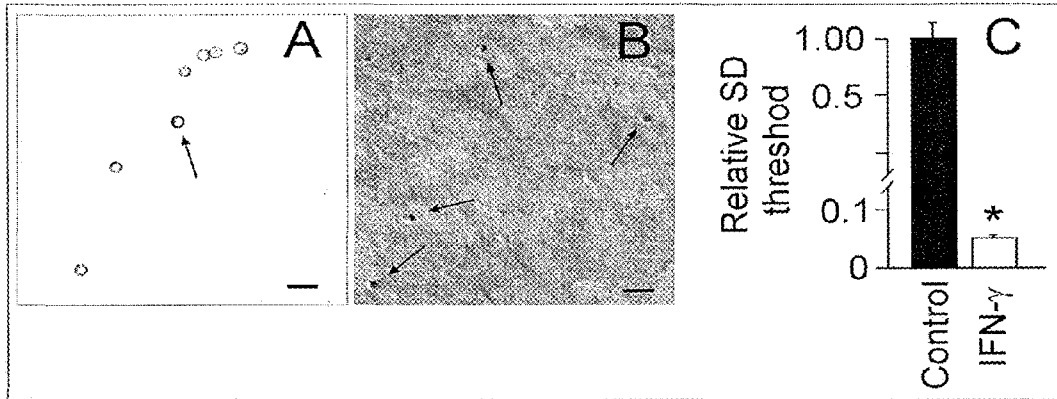 A
B
C
Relative SD
threshod
1.00
0.5
0.1
0
*
Control
IFN-γ